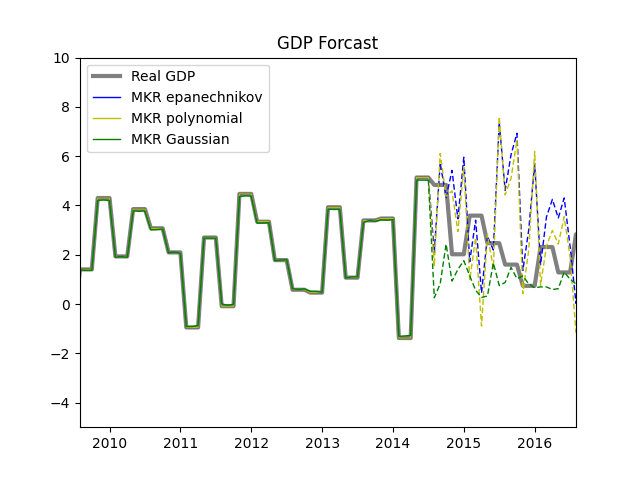 GDP Forcast
Real GDP
MKR epanechnikov
MKR polynomial
MKR Gaussian
10
8
6
4
2
0
−2
−4
2010 2011 2012 2013 2014 2015 2016